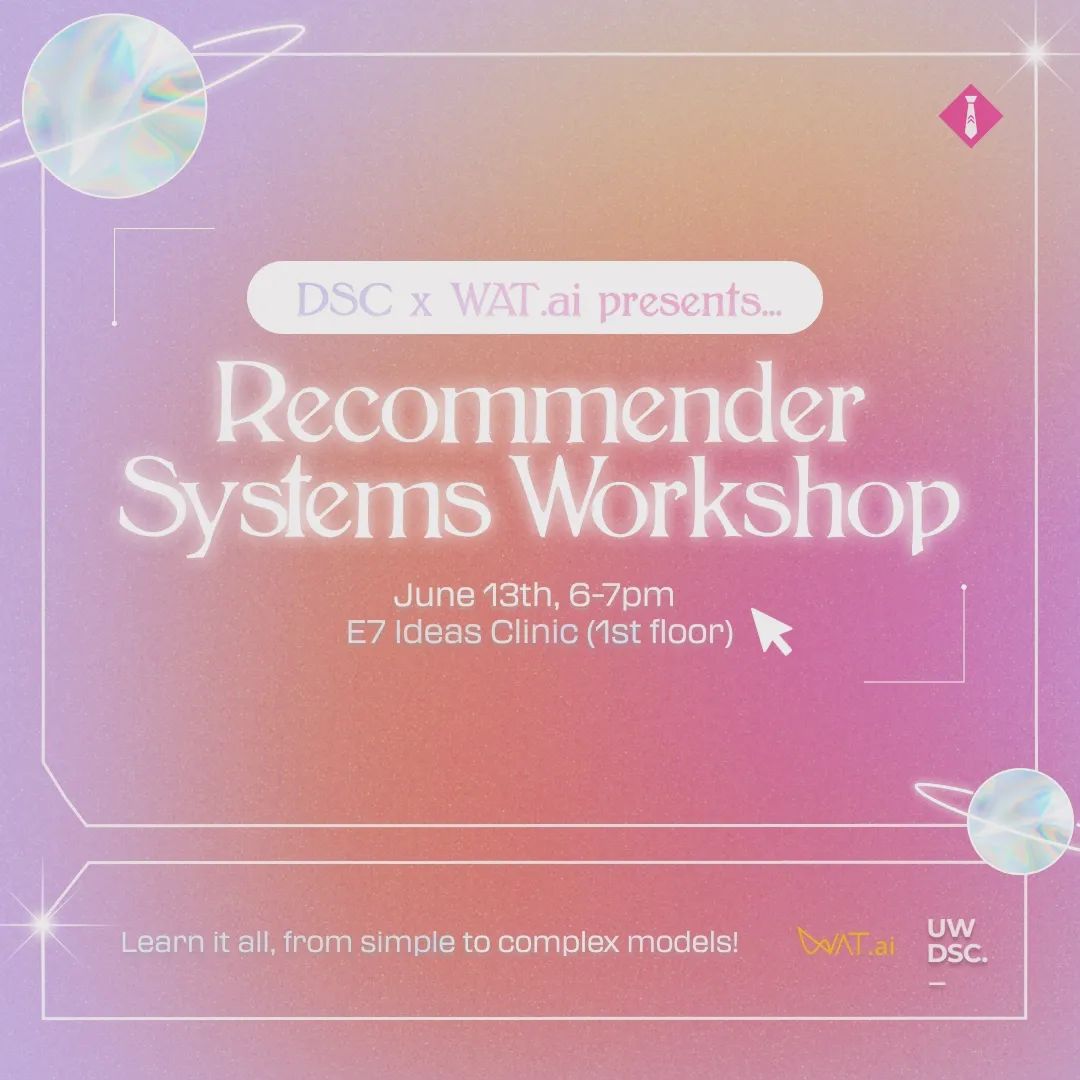 DSC x WAT.ai presents...
Recommender
Systems Workshop
June 13th, 6-7pm
E7 Ideas Clinic (1st floor)
Learn it all, from simple to complex models!
WAT.ai
UW
DSC.